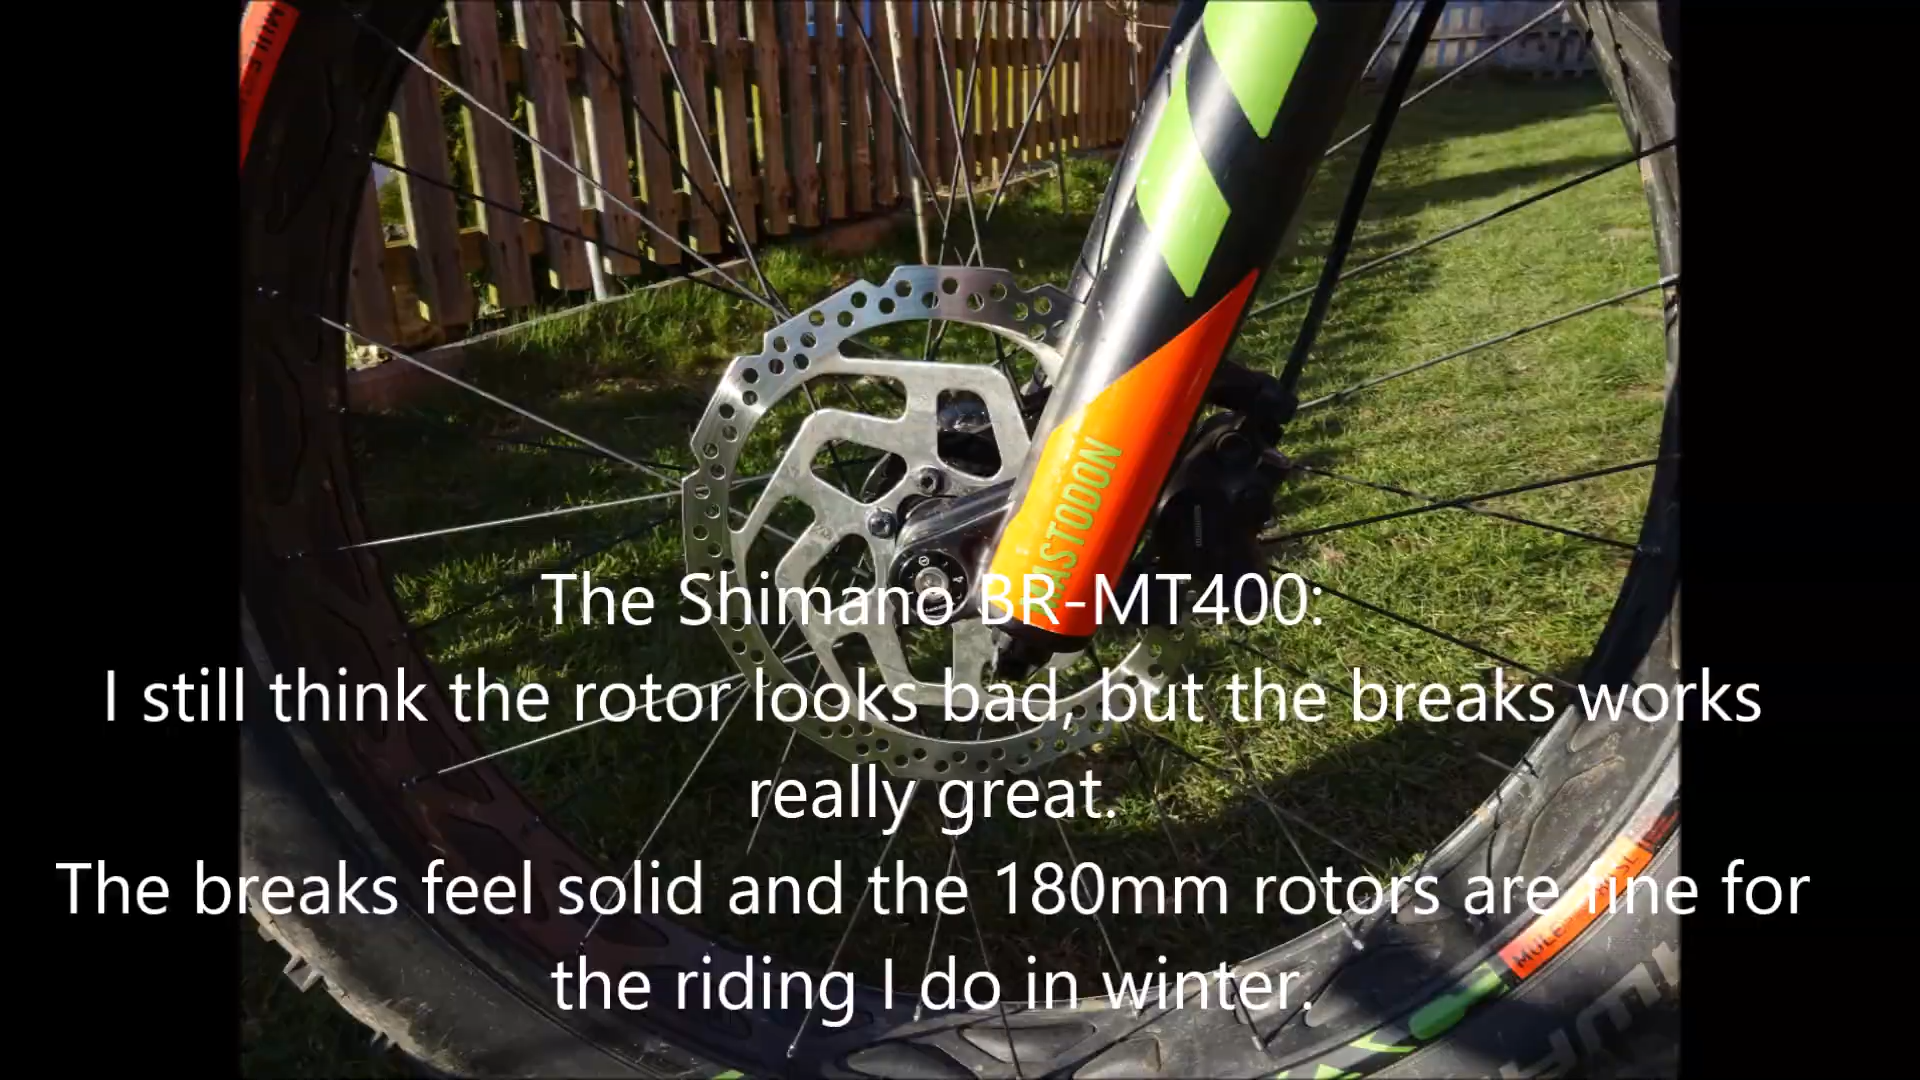 MASTODON
The Shimano BR-MT400:
I still think the rotor looks bad, but the breaks works
really great.
The breaks feel solid and the 180mm rotors are fine for
the riding I do in winter.
MULE